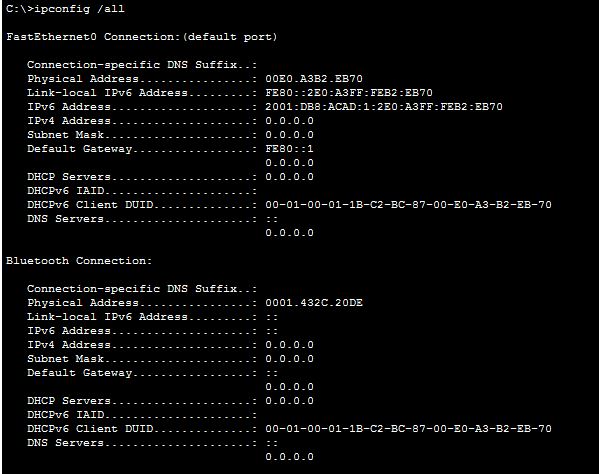 C:\>ipconfig /all
FastEthernet0 Connection:(default port)
Connection-specific DNS Suffix..:
Physical Address................: 00E0.A3B2.EB70
Link-local IPv6 Address.........: FE80::2E0:A3FF:FEB2:EB70
IPv6 Address....................: 2001:DB8:ACAD:1:2E0:A3FF:FEB2:EB70
IPv4 Address....................: 0.0.0.0
Subnet Mask.....................: 0.0.0.0
Default Gateway.................: FE80::1
0.0.0.0
DHCP Servers....................: 0.0.0.0
DHCPv6 IAID.....................:
DHCPv6 Client DUID..............: 00-01-00-01-1B-C2-BC-87-00-E0-A3-B2-EB-70
DNS Servers.....................: ::
0.0.0.0
Bluetooth Connection:
Connection-specific DNS Suffix..:
Physical Address................: 0001.432C.20DE
Link-local IPv6 Address.........: ::
IPv6 Address....................: ::
IPv4 Address....................: 0.0.0.0
Subnet Mask.....................: 0.0.0.0
Default Gateway.................: ::
0.0.0.0
DHCP Servers....................: 0.0.0.0
DHCPv6 IAID.....................:
DHCPv6 Client DUID..............: 00-01-00-01-1B-C2-BC-87-00-E0-A3-B2-EB-70
DNS Servers.....................: ::
0.0.0.0